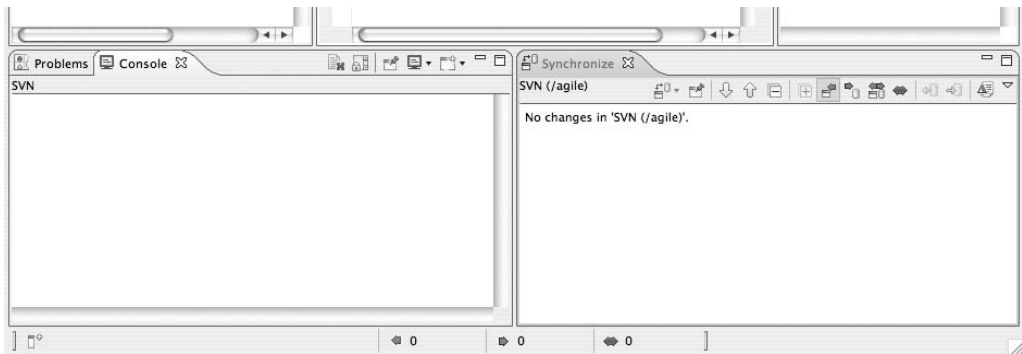 Problems Console
SVN
Synchronize
SVN (/agile)
No changes in 'SVN (/agile)'.
0 0 0